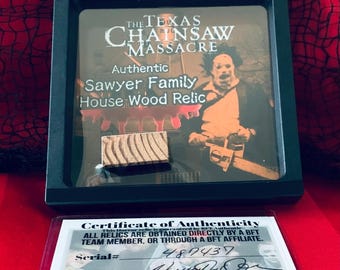 THE TEXAS
CHAINSAW
MASSACRE
Authentic
Sawyer Family
House Wood Relic
Certificate of Authenticity
ALL RELICS ARE OBTAINED DIRECTLY BY A BFT
TEAM MEMBER, OR THROUGH A BFT AFFILIATE.
Serial# 487437